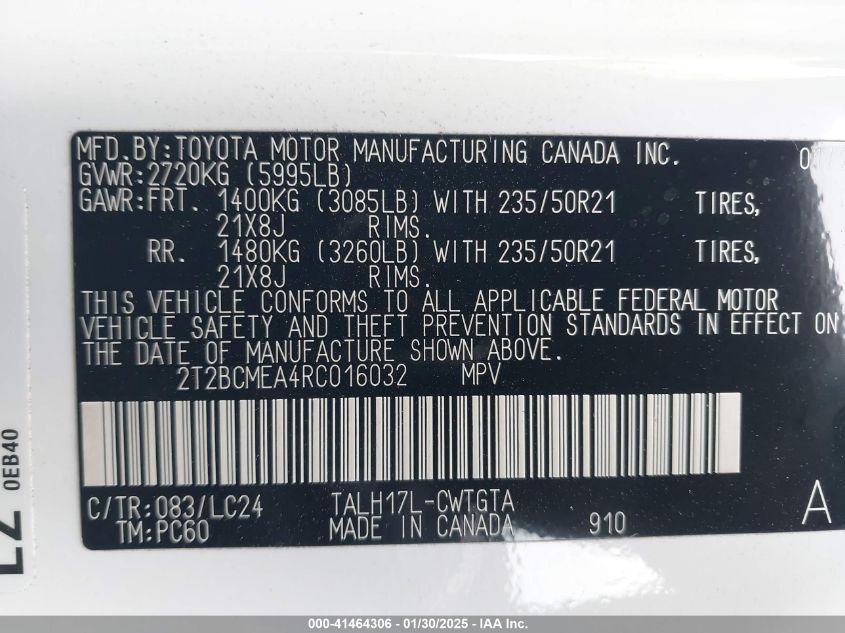 MFD.BY:TOYOTA MOTOR MANUFACTURING CANADA INC.
GVWR:2720KG (5995LB)
GAWR:FRT. 1400KG (3085LB) WITH 235/50R21 TIRES,
21X8J RIMS.
RR. 1480KG (3260LB) WITH 235/50R21 TIRES,
21X8J RIMS.
THIS VEHICLE CONFORMS TO ALL APPLICABLE FEDERAL MOTOR
VEHICLE SAFETY AND THEFT PREVENTION STANDARDS IN EFFECT ON
THE DATE OF MANUFACTURE SHOWN ABOVE.
2T2BCMEA4RC016032 MPV
C/TR:083/LC24 TALH17L-CWTGTA A
TM:PC60 MADE IN CANADA 910
0EB40
000-41464306 - 01/30/2025 - IAA, Inc.